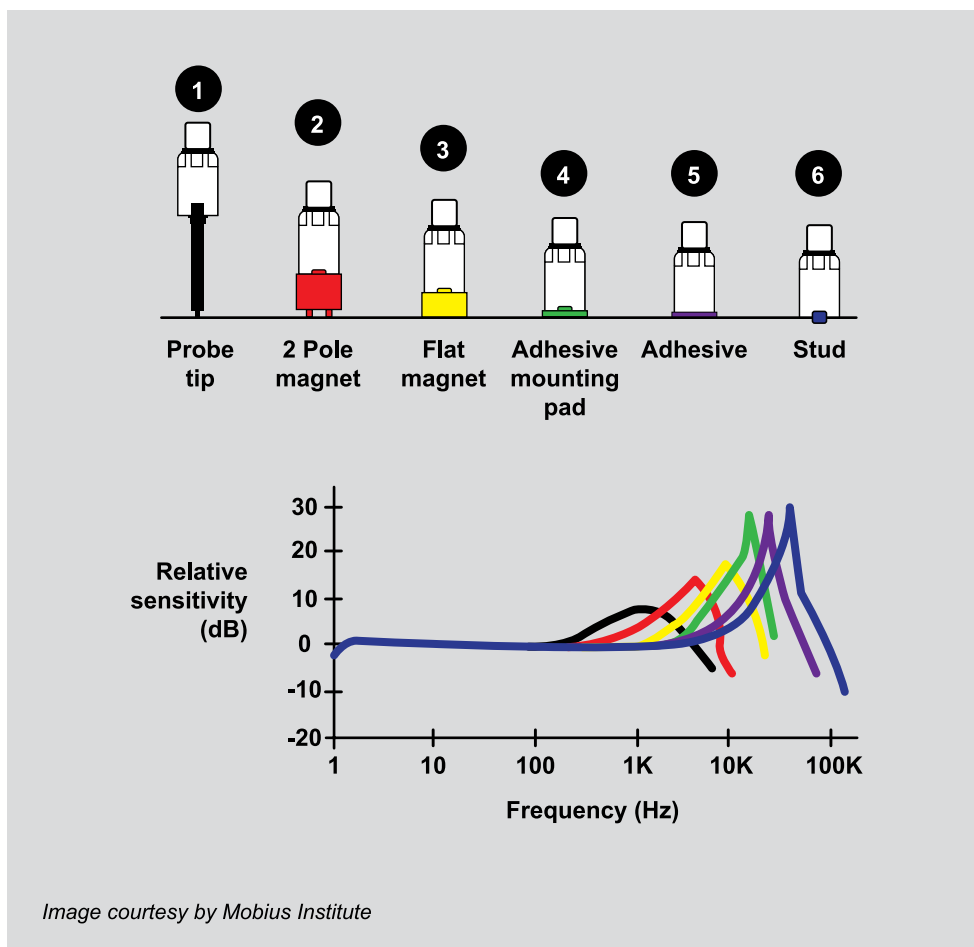 1
2
3
4
5
6
Probe
tip
2 Pole
magnet
Flat
magnet
Adhesive
mounting
pad
Adhesive
Stud
30
20
10
0
-10
-20
Relative
sensitivity
(dB)
1
10
100
1K
10K
100K
Frequency (Hz)
Image courtesy by Mobius Institute